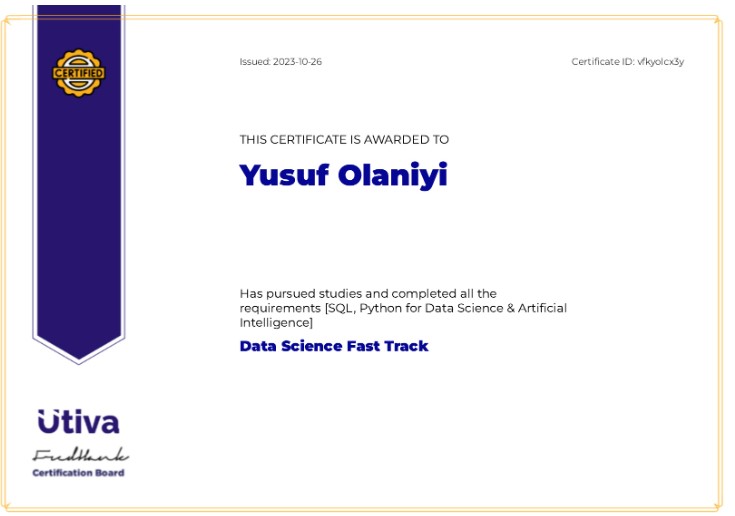 CERTIFIED
Issued: 2023-10-26
Certificate ID: vfkyolcx3y
THIS CERTIFICATE IS AWARDED TO
Yusuf Olaniyi
Has pursued studies and completed all the
requirements [SQL, Python for Data Science & Artificial
Intelligence]
Data Science Fast Track
Utiva
Certification Board